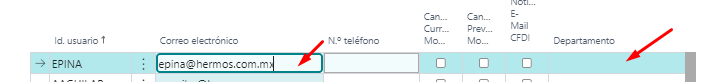 Can... Can... Noti...
Curr... Prev... E-
Mail
Id. usuario ↑ Correo electrónico N.º teléfono Mo... Mo... CFDI Departamento
→ EPINA ⋮ epina@hermos.com.mx